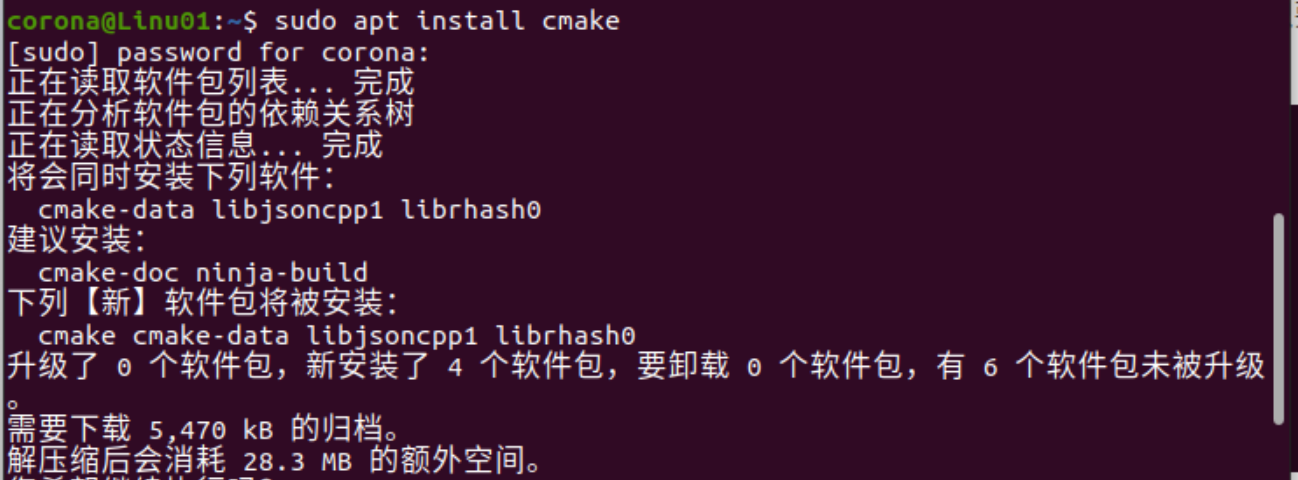 corona@Linu01:~$ sudo apt install cmake
[sudo] password for corona:
正在读取软件包列表... 完成
正在分析软件包的依赖关系树
正在读取状态信息... 完成
将会同时安装下列软件：
  cmake-data libjsoncpp1 librhash0
建议安装：
  cmake-doc ninja-build
下列【新】软件包将被安装：
  cmake cmake-data libjsoncpp1 librhash0
升级了 0 个软件包，新安装了 4 个软件包，要卸载 0 个软件包，有 6 个软件包未被升级
。
需要下载 5,470 kB 的归档。
解压缩后会消耗 28.3 MB 的额外空间。